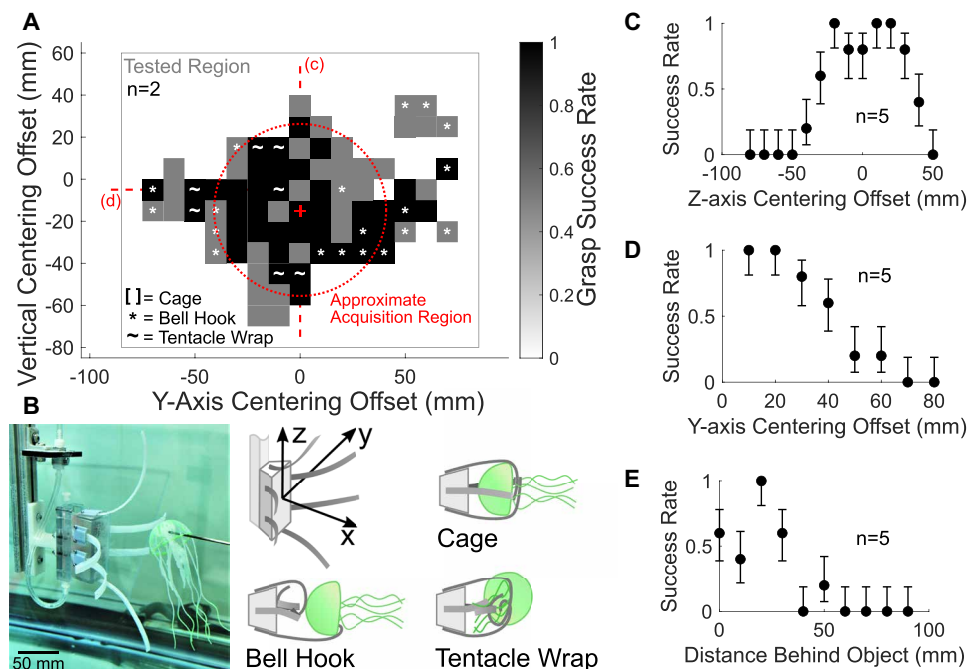 A
Vertical Centering Offset (mm)
60
40
20
0
-20
-40
-60
-80
-100
-50
0
50
Y-Axis Centering Offset (mm)
Tested Region
n=2
(c)
(d)
[ ] = Cage
* = Bell Hook
~ = Tentacle Wrap
Approximate
Acquisition Region
1
0.8
0.6
0.4
0.2
0
Grasp Success Rate
B
50 mm
z
y
x
Cage
Bell Hook
Tentacle Wrap
C
Success Rate
1
0.5
0
n=5
-100
-50
0
50
Z-axis Centering Offset (mm)
D
Success Rate
1
0.5
0
n=5
0
20
40
60
80
Y-axis Centering Offset (mm)
E
Success Rate
1
0.5
0
n=5
0
50
100
Distance Behind Object (mm)